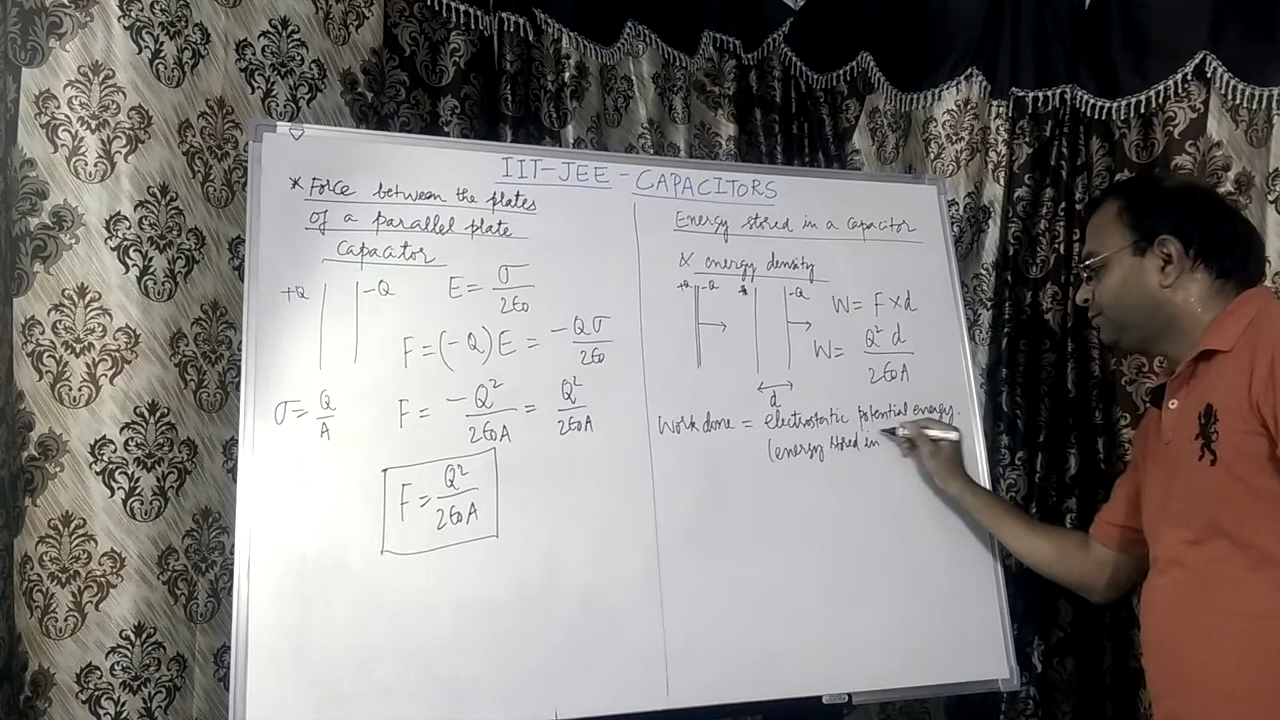 IIT-JEE - CAPACITORS
* Force between the plates
of a parallel plate
Capacitor
+Q -Q
E = σ/2ε0
F = (-Q) E = -Qσ/2ε0
σ = Q/A
F = -Q²/2ε0A = Q²/2ε0A
F = Q²/2ε0A
Energy stored in a Capacitor
& energy density
+Q -Q -Q
W = F × d
W = Q² d/2ε0A
d
Work done = electrostatic potential energy.
(energy stored in